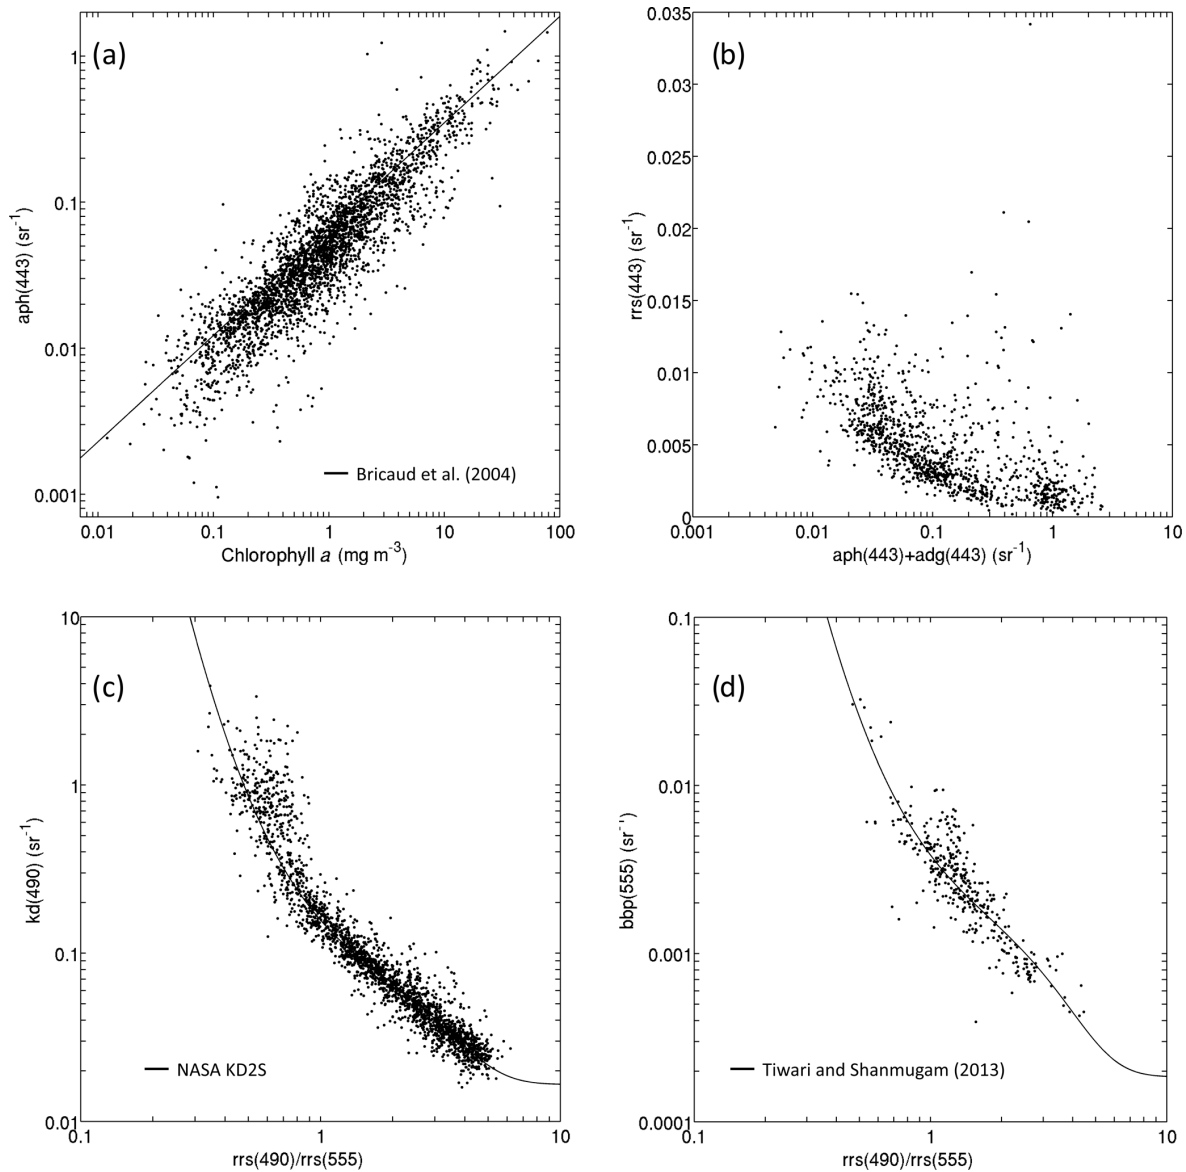 (a)
1
0.1
0.01
0.001
aph(443) (sr-1)
0.01 0.1 1 10 100
Chlorophyll a (mg m-3)
Bricaud et al. (2004)
(b)
0.035
0.03
0.025
0.02
0.015
0.01
0.005
0
rrs(443) (sr-1)
0.001 0.01 0.1 1 10
aph(443)+adg(443) (sr-1)
(c)
10
1
0.1
0.01
kd(490) (sr-1)
NASA KD2S
0.1 1 10
rrs(490)/rrs(555)
(d)
0.1
0.01
0.001
0.0001
bbp(555) (sr-1)
Tiwari and Shanmugam (2013)
0.1 1 10
rrs(490)/rrs(555)